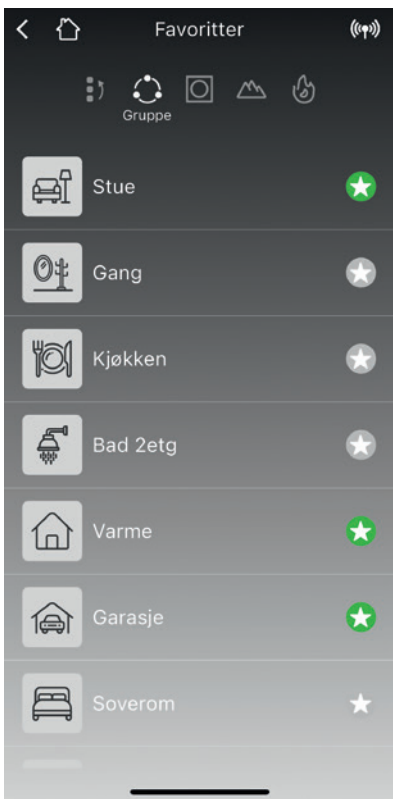 Favoritter
Gruppe
Stue
Gang
Kjøkken
Bad 2etg
Varme
Garasje
Soverom